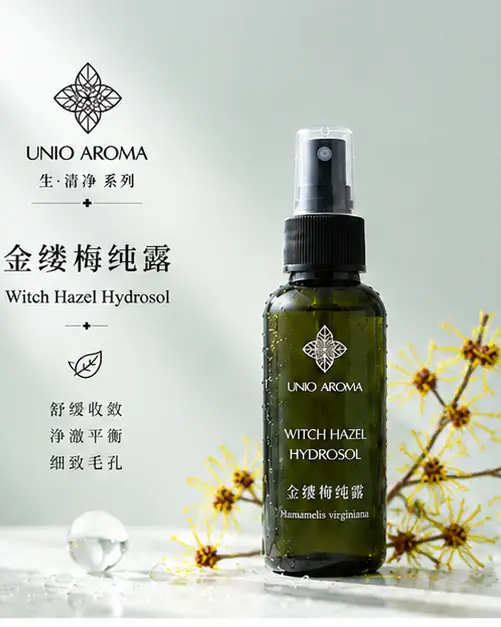 UNIO AROMA
生·清净 系列
金缕梅纯露
Witch Hazel Hydrosol
舒缓收敛
净澈平衡
细致毛孔
UNIO AROMA
WITCH HAZEL
HYDROSOL
金缕梅纯露
Hamamelis virginiana